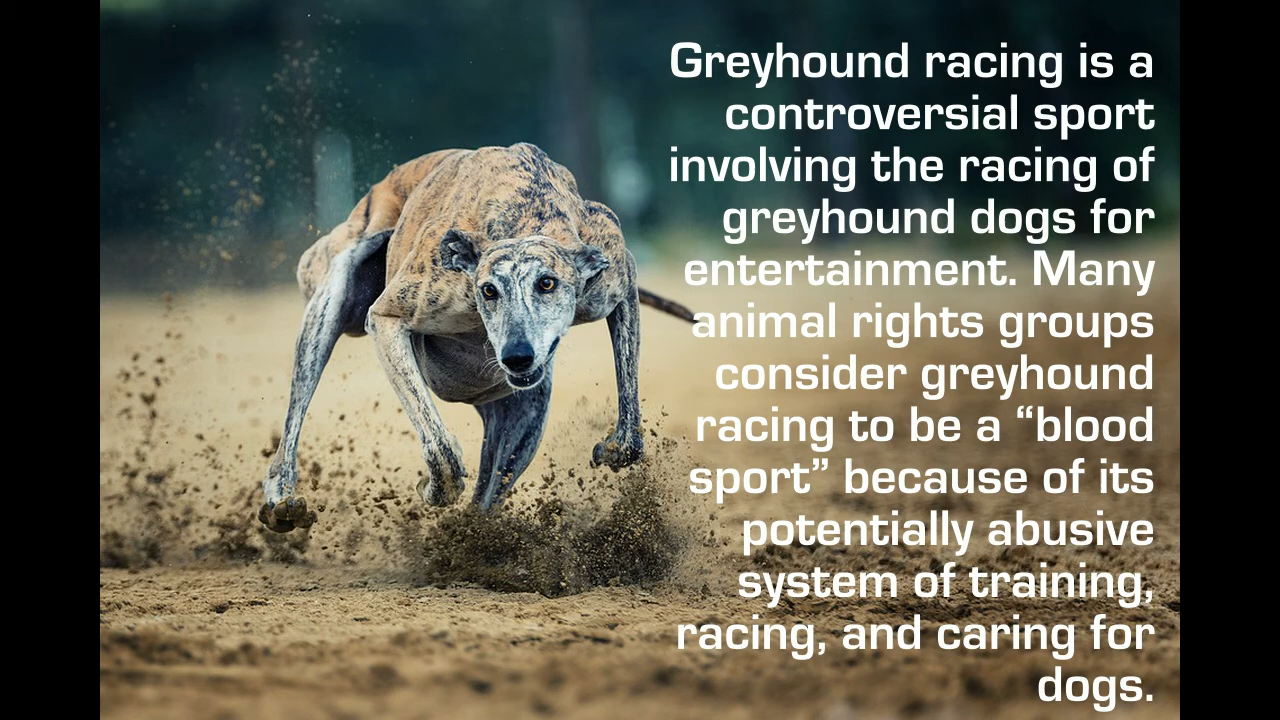 Greyhound racing is a
controversial sport
involving the racing of
greyhound dogs for
entertainment. Many
animal rights groups
consider greyhound
racing to be a “blood
sport” because of its
potentially abusive
system of training,
racing, and caring for
dogs.